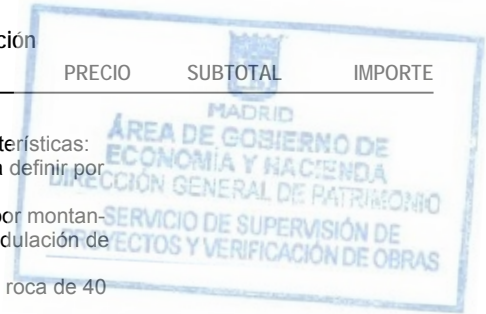 ción
PRECIO SUBTOTAL IMPORTE
MADRID
terísticas:
ÁREA DE GOBIERNO DE
a definir por
ECONOMÍA Y HACIENDA
DIRECCIÓN GENERAL DE PATRIMONIO
por montan-
SERVICIO DE SUPERVISIÓN DE
dulación de
PROYECTOS Y VERIFICACIÓN DE OBRAS
roca de 40